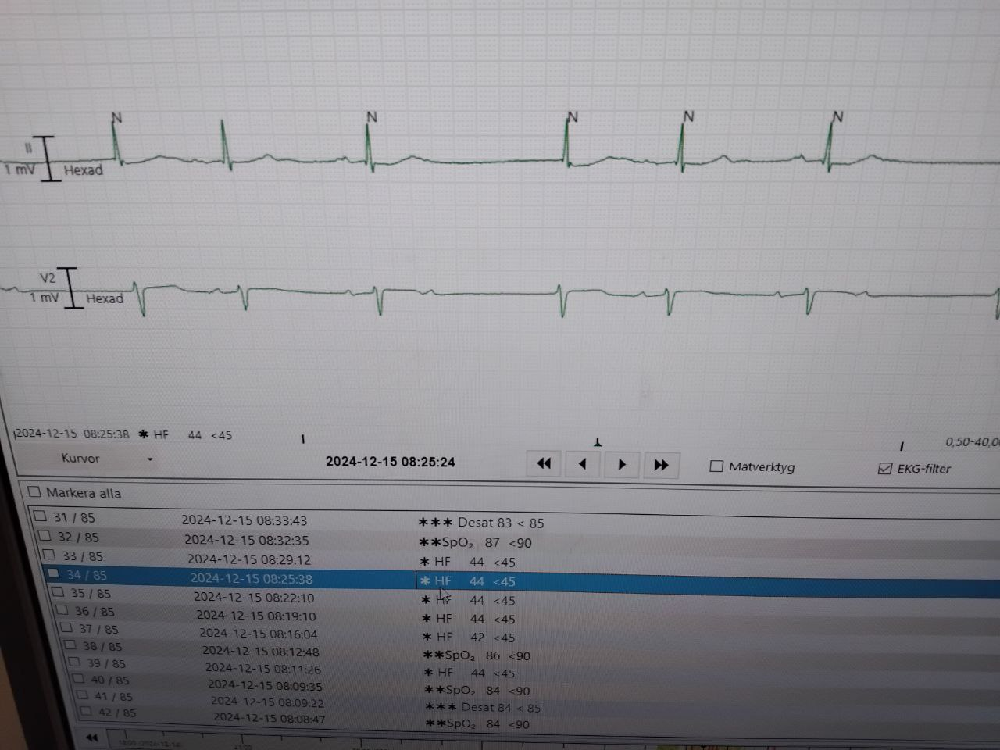 N N N N N
II
1 mV Hexad
V2
1 mV Hexad
2024-12-15 08:25:38 ✱ HF 44 <45
0,50-40,0
Kurvor 2024-12-15 08:25:24 Mätverktyg EKG-filter
Markera alla
31 / 85 2024-12-15 08:33:43 ✱✱✱ Desat 83 < 85
32 / 85 2024-12-15 08:32:35 ✱✱SpO₂ 87 <90
33 / 85 2024-12-15 08:29:12 ✱ HF 44 <45
34 / 85 2024-12-15 08:25:38 ✱ HF 44 <45
35 / 85 2024-12-15 08:22:10 ✱ HF 44 <45
36 / 85 2024-12-15 08:19:10 ✱ HF 44 <45
37 / 85 2024-12-15 08:16:04 ✱ HF 42 <45
38 / 85 2024-12-15 08:12:48 ✱✱SpO₂ 86 <90
39 / 85 2024-12-15 08:11:26 ✱ HF 44 <45
40 / 85 2024-12-15 08:09:35 ✱✱SpO₂ 84 <90
41 / 85 2024-12-15 08:09:22 ✱✱✱ Desat 84 < 85
42 / 85 2024-12-15 08:08:47 ✱✱SpO₂ 84 <90